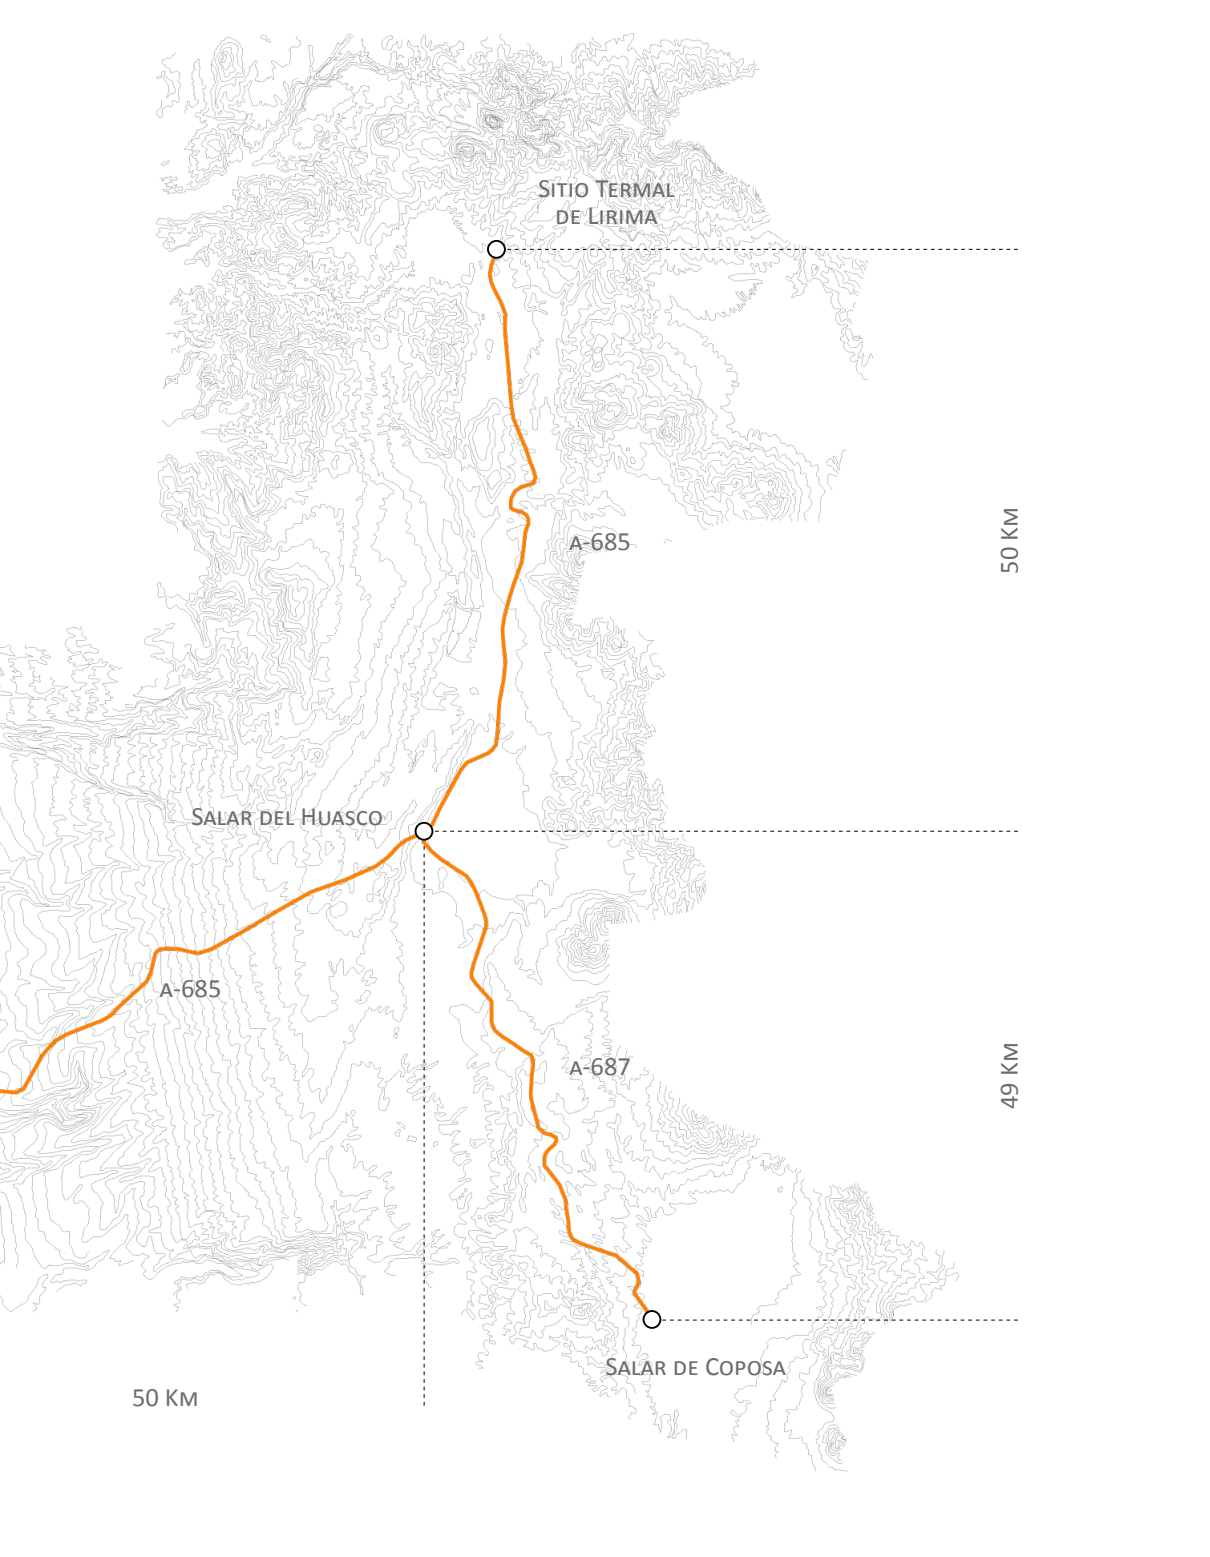 Sitio Termal
de Lirima
50 Km
a-685
Salar del Huasco
a-685
49 Km
a-687
Salar de Coposa
50 Km